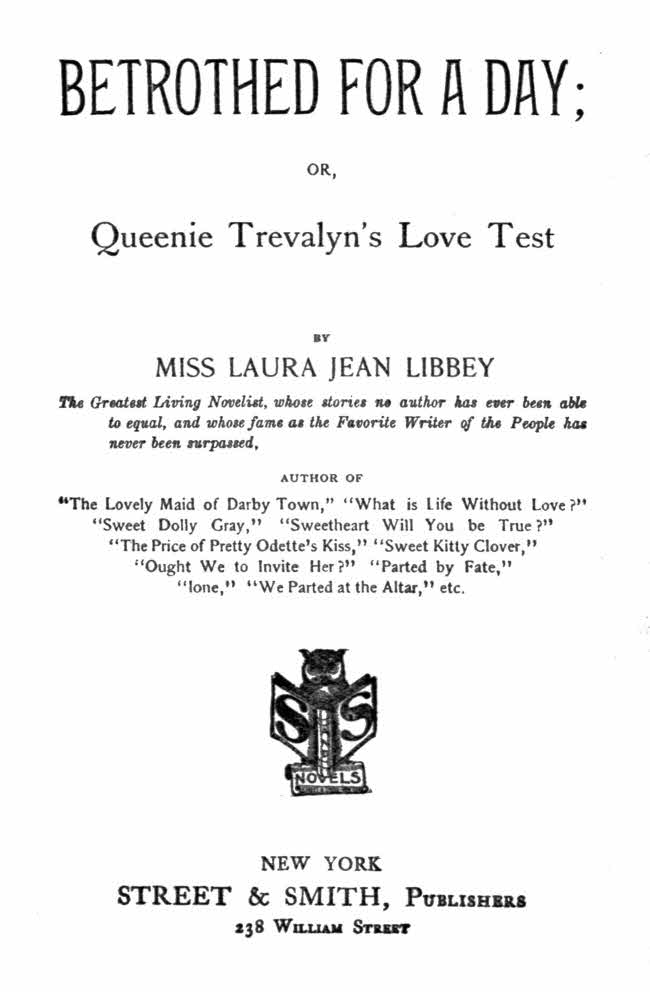 BETROTHED FOR A DAY;
OR,
Queenie Trevalyn's Love Test
BY
MISS LAURA JEAN LIBBEY
The Greatest Living Novelist, whose stories no author has ever been able
to equal, and whose fame as the Favorite Writer of the People has
never been surpassed,
AUTHOR OF
"The Lovely Maid of Darby Town," "What is Life Without Love?"
"Sweet Dolly Gray," "Sweetheart Will You be True?"
"The Price of Pretty Odette's Kiss," "Sweet Kitty Clover,"
"Ought We to Invite Her?" "Parted by Fate,"
"Ione," "We Parted at the Altar," etc.
S S
NOVELS
NEW YORK
STREET & SMITH, PUBLISHERS
238 WILLIAM STREET